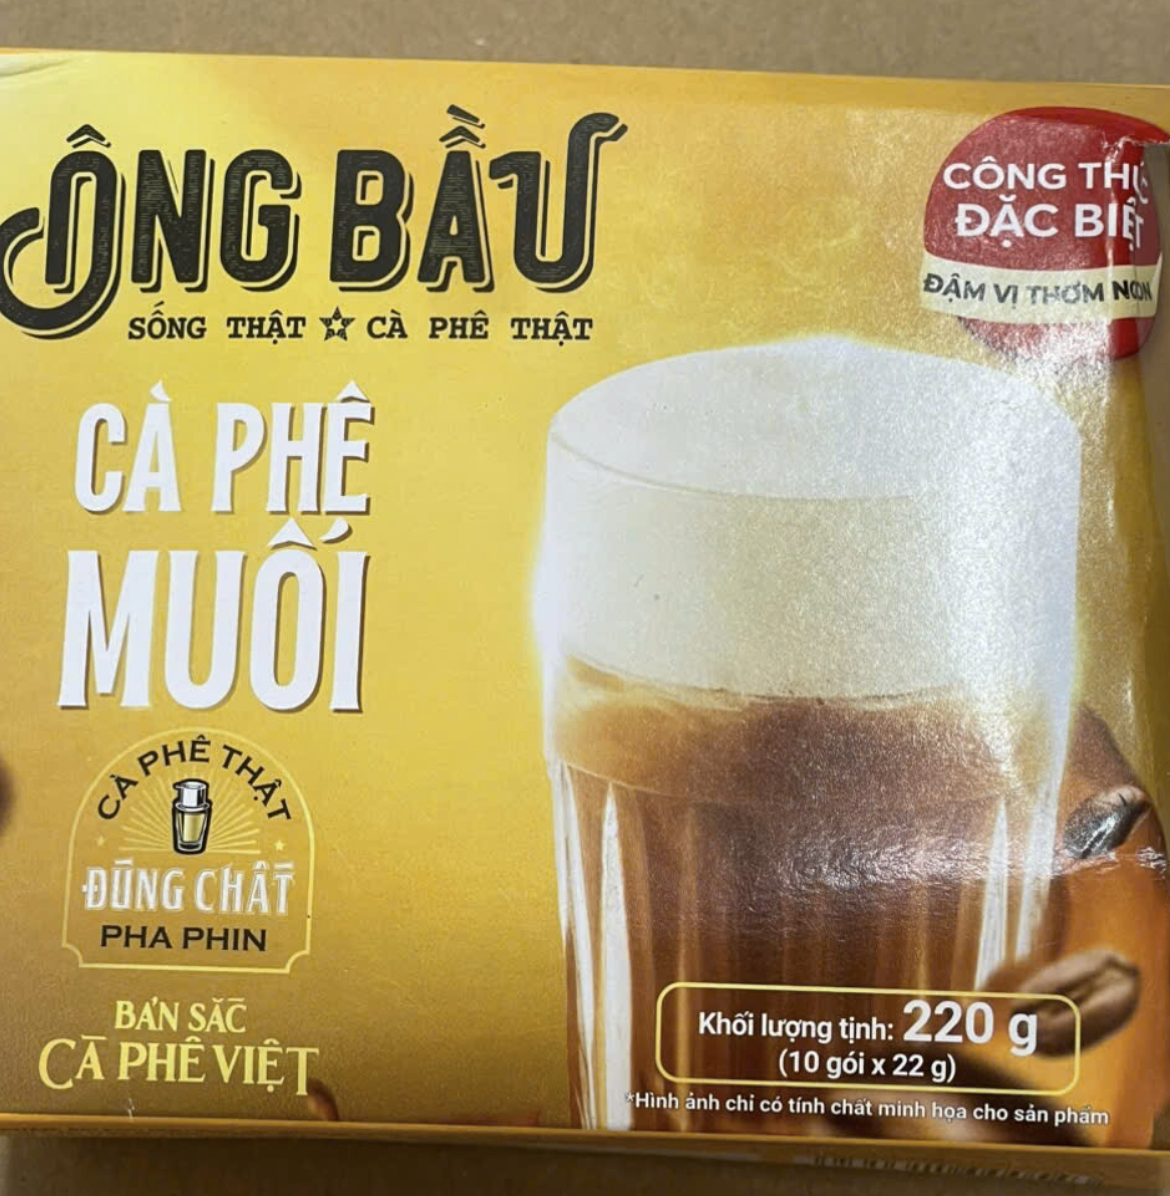 ÔNG BẦU
SỐNG THẬT ☆ CÀ PHÊ THẬT
CÔNG THỨC
ĐẶC BIỆT
ĐẬM VỊ THƠM NGON
CÀ PHÊ
MUỐI
CÀ PHÊ THẬT
ĐÚNG CHẤT
PHA PHIN
BẢN SẮC
CÀ PHÊ VIỆT
Khối lượng tịnh: 220 g
(10 gói x 22 g)
*Hình ảnh chỉ có tính chất minh họa cho sản phẩm